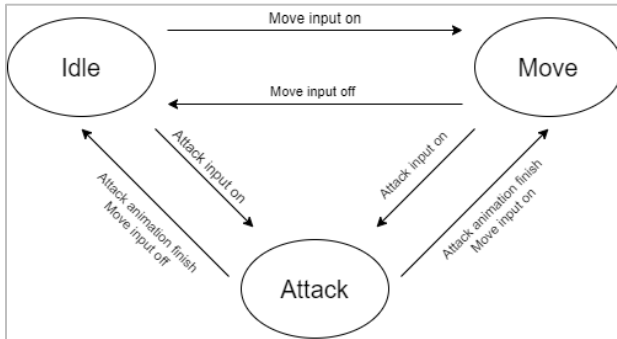 Move input on
Idle
Move
Move input off
Attack input on
Attack input on
Attack animation finish
Move input off
Attack animation finish
Move input on
Attack